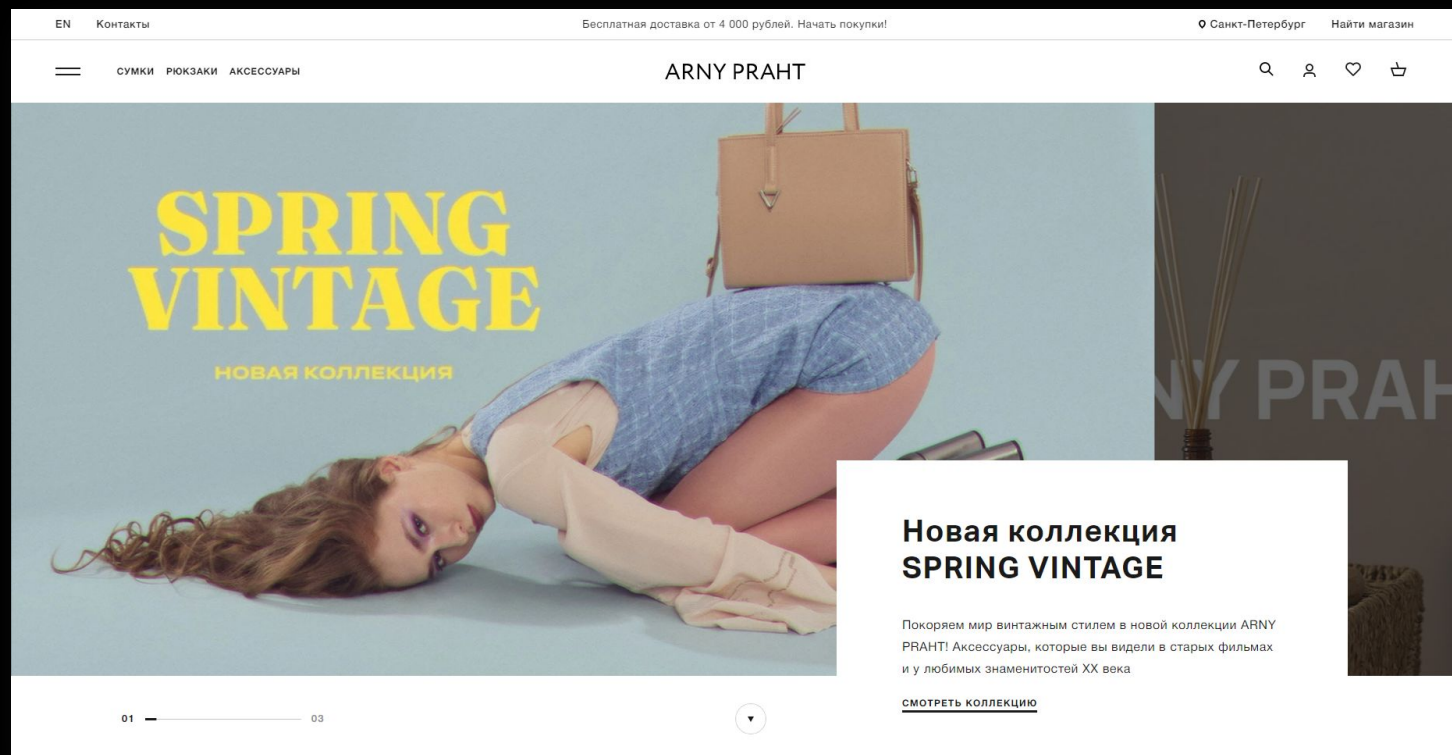 EN Контакты Бесплатная доставка от 4 000 рублей. Начать покупки! Санкт-Петербург Найти магазин
СУМКИ РЮКЗАКИ АКСЕССУАРЫ ARNY PRAHT
SPRING
VINTAGE
НОВАЯ КОЛЛЕКЦИЯ
NY PRAH
Новая коллекция
SPRING VINTAGE
Покоряем мир винтажным стилем в новой коллекции ARNY
PRAHT! Аксессуары, которые вы видели в старых фильмах
и у любимых знаменитостей XX века
СМОТРЕТЬ КОЛЛЕКЦИЮ
01 03